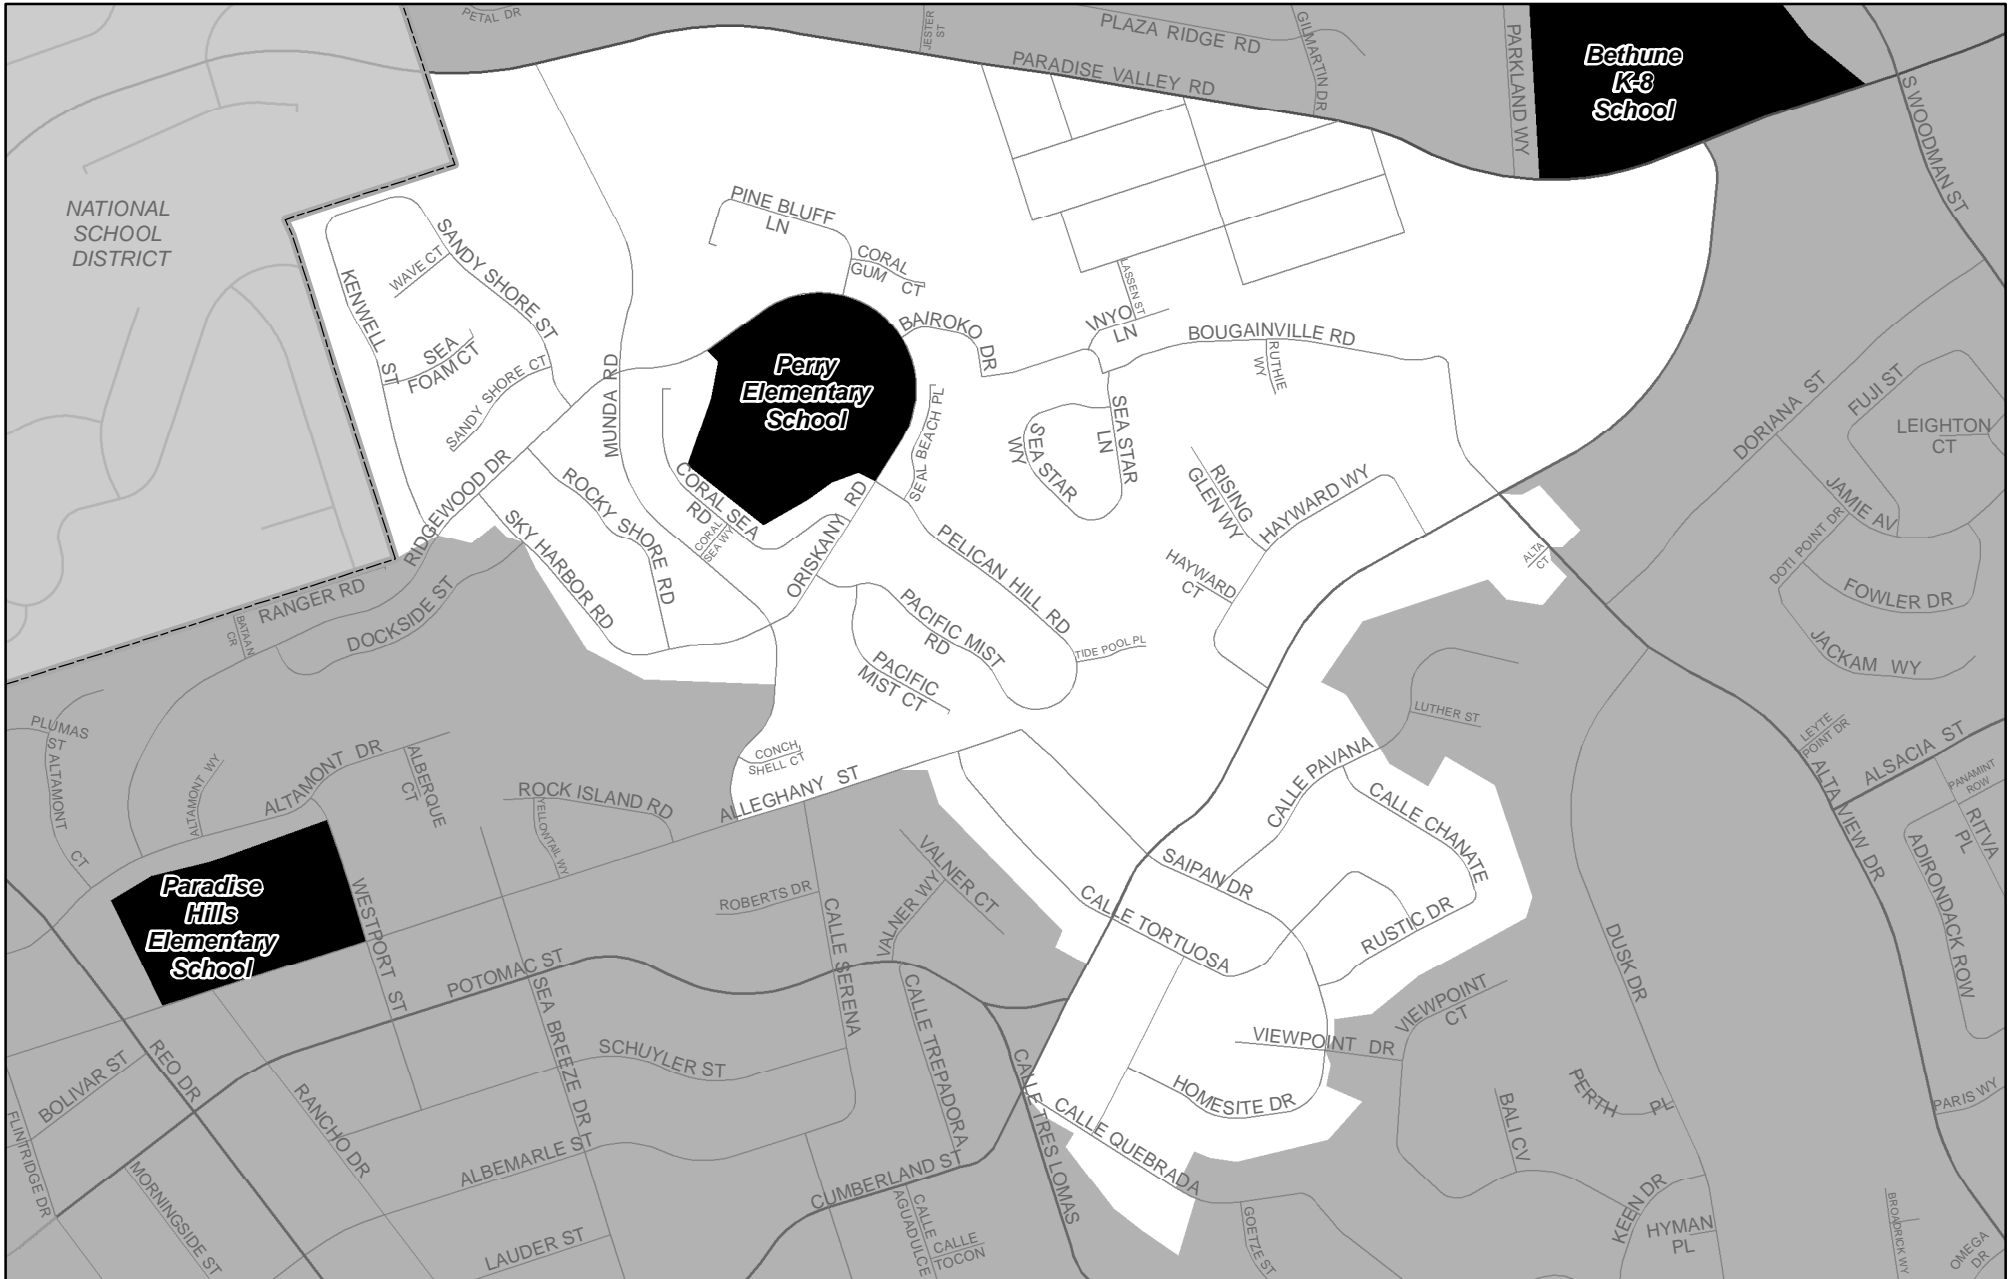 PETAL DR
JESTER
ST
PLAZA RIDGE RD
GILMARTIN DR
PARADISE VALLEY RD
PARKLAND WY
Bethune
K-8
School
S WOODMAN ST
NATIONAL
SCHOOL
DISTRICT
PINE BLUFF
LN
CORAL
GUM CT
SANDY SHORE ST
WAVE CT
KENWELL ST
SEA
FOAM CT
SANDY SHORE CT
MUNDA RD
Perry
Elementary
School
BAIROKO DR
LASSEN ST
INYO
LN
BOUGAINVILLE RD
RUTHIE
WY
SEAL BEACH PL
SEA STAR
LN
SEA STAR
WY
DORIANA ST
FUJI ST
LEIGHTON
CT
RIDGEWOOD DR
ROCKY SHORE RD
SKY HARBOR RD
CORAL SEA
RD
CORAL
SEA WY
ORISKANY RD
PELICAN HILL RD
RISING
GLEN WY
HAYWARD WY
HAYWARD
CT
ALTA
CT
JAMIE AV
DOTI POINT DR
FOWLER DR
JACKAM WY
RANGER RD
BATAAN
CR
DOCKSIDE ST
PACIFIC MIST
RD
PACIFIC
MIST CT
TIDE POOL PL
LUTHER ST
LEYTE
POINT DR
ALSACIA ST
ALTA VIEW DR
PANAMINT
ROW
RITVA
PL
ADIRONDACK ROW
PLUMAS
ST
ALTAMONT
CT
ALTAMONT WY
ALTAMONT DR
ALBERQUE
CT
ROCK ISLAND RD
YELLOWTAIL WY
CONCH
SHELL CT
ALLEGHANY ST
CALLE PAVANA
CALLE CHANATE
SAIPAN DR
RUSTIC DR
CALLE TORTUOSA
VALNER CT
VALNER WY
ROBERTS DR
CALLE SERENA
Paradise
Hills
Elementary
School
WESTPORT ST
POTOMAC ST
SEA BREEZE DR
SCHUYLER ST
CALLE TREPADORA
VIEWPOINT
CT
VIEWPOINT DR
DUSK DR
HOMESITE DR
CALLE QUEBRADA
CALLE TRES LOMAS
PERTH PL
BALI CV
PARIS WY
BOLIVAR ST
REO DR
RANCHO DR
FLINTRIDGE DR
MORNINGSIDE ST
ALBEMARLE ST
CUMBERLAND ST
LAUDER ST
CALLE
AGUADULCE
CALLE
TOCON
GOETZE ST
KEEN DR
HYMAN
PL
BROADRICK WY
OMEGA
DR